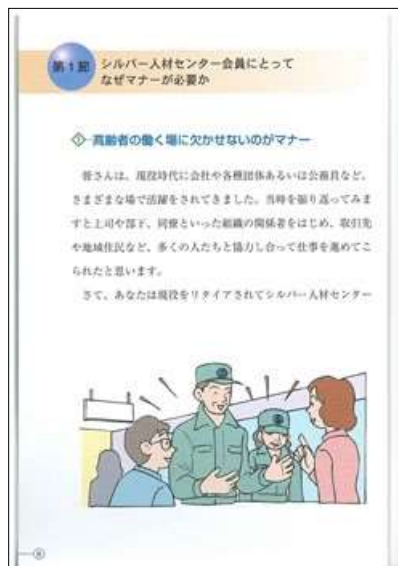 第1節
シルバー人材センター会員にとって
なぜマナーが必要か
① 高齢者の働く場に欠かせないのがマナー
皆さんは、現役時代に会社や各種団体あるいは公務員など、
さまざまな場で活躍をされてきました。当時を振り返ってみま
すと上司や部下、同僚といった組織の関係者をはじめ、取引先
や地域住民など、多くの人たちと協力し合って仕事を進めてこ
られたと思います。
さて、あなたは現役をリタイアされてシルバー人材センター